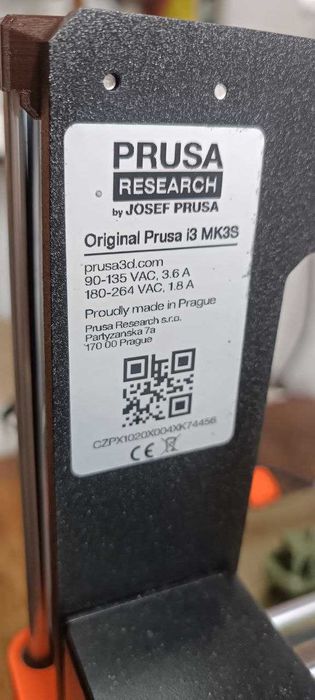 PRUSA
RESEARCH
by JOSEF PRUSA
Original Prusa i3 MK3S
prusa3d.com
90-135 VAC, 3.6 A
180-264 VAC, 1.8 A
Proudly made in Prague
Prusa Research s.r.o.
Partyzanska 7a
170 00 Prague
CZPX1020X004XK74456
CE